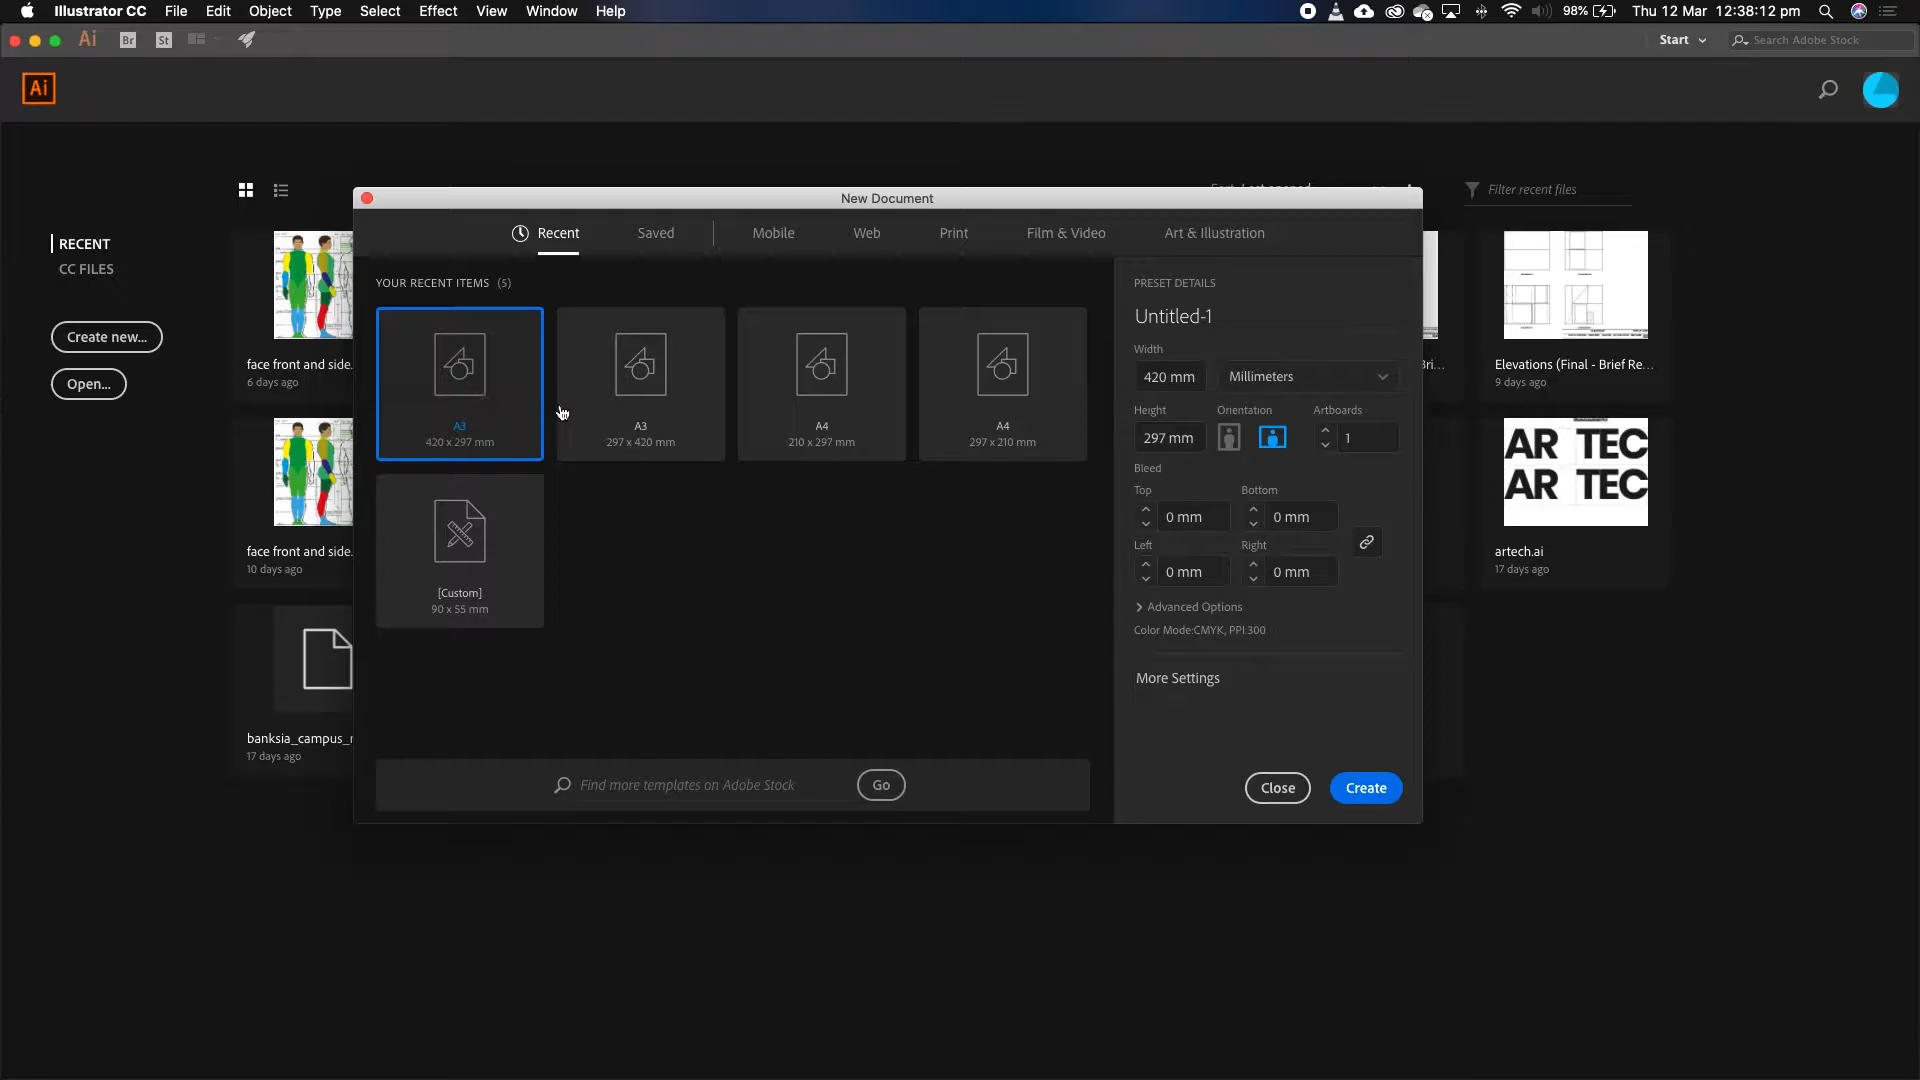 Illustrator CC File Edit Object Type Select Effect View Window Help 98% Thu 12 Mar 12:38:12 pm
Ai Br St Start Search Adobe Stock
Ai
Filter recent files
New Document
Recent Saved Mobile Web Print Film & Video Art & Illustration
RECENT
CC FILES
Create new...
Open...
YOUR RECENT ITEMS (5)
A3
420 x 297 mm
A3
297 x 420 mm
A4
210 x 297 mm
A4
297 x 210 mm
[Custom]
90 x 55 mm
Find more templates on Adobe Stock Go
PRESET DETAILS
Untitled-1
Width
420 mm Millimeters
Height Orientation Artboards
297 mm 1
Bleed
Top Bottom
0 mm 0 mm
Left Right
0 mm 0 mm
Advanced Options
Color Mode:CMYK, PPI:300
More Settings
Close Create
face front and side.
6 days ago
face front and side.
10 days ago
banksia_campus_
17 days ago
Bri...
Elevations (Final - Brief Re...
9 days ago
AR TEC
AR TEC
artech.ai
17 days ago